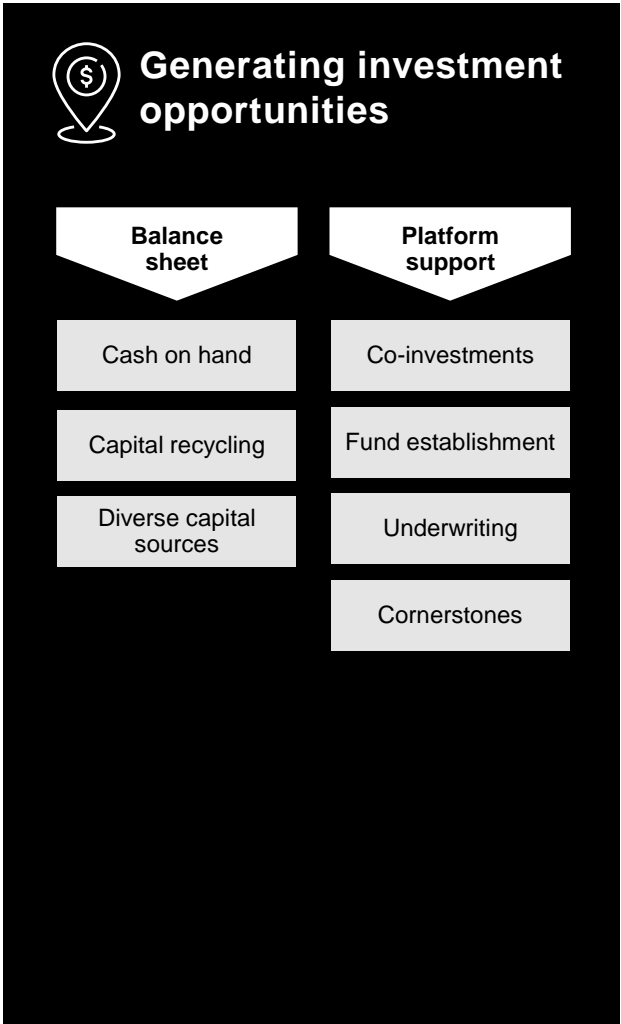 $
Generating investment
opportunities
Balance
sheet
Cash on hand
Capital recycling
Diverse capital
sources
Platform
support
Co-investments
Fund establishment
Underwriting
Cornerstones